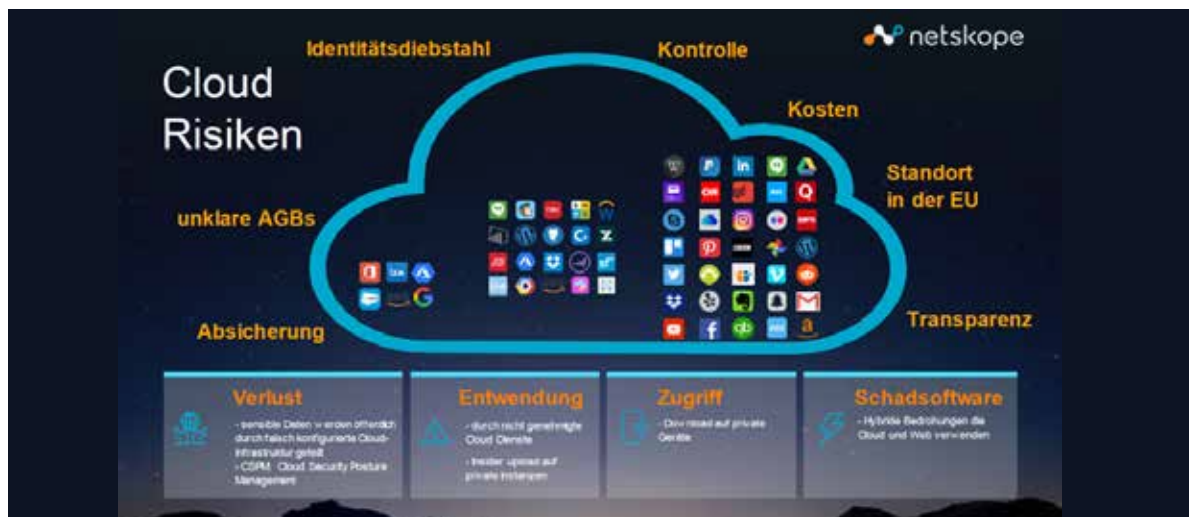 netskope
Identitätsdiebstahl
Kontrolle
Cloud
Risiken
Kosten
Standort
in der EU
unklare AGBs
Absicherung
Transparenz
Verlust
- sensible Daten werden öffentlich
durch falsch konfigurierte Cloud-
Infrastruktur geteilt
- CSPM Cloud Security Posture
Management
Entwendung
- durch nicht genehmigte
Cloud Dienste
- Insider upload auf
private Instanzen
Zugriff
- Download auf private
Geräte
Schadsoftware
- Hybride Bedrohungen die
Cloud und Web verwenden